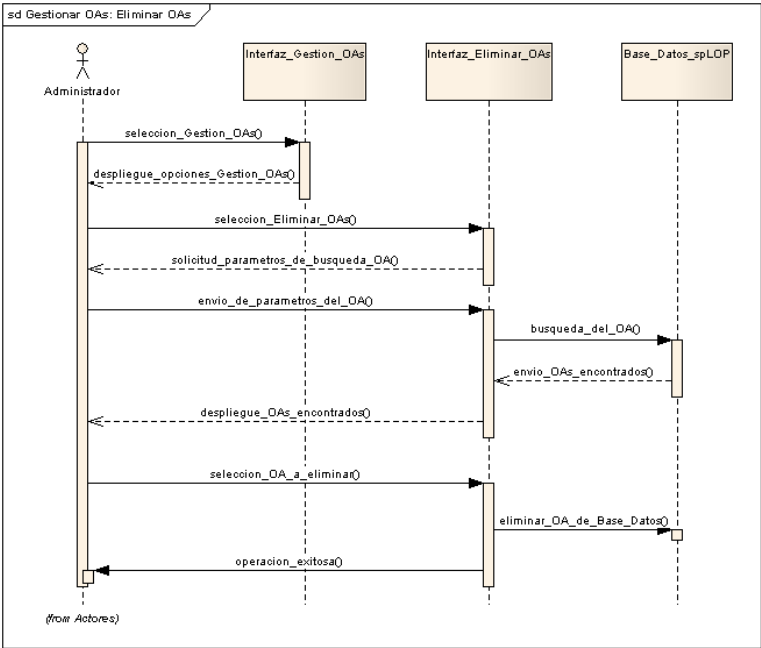 sd Gestionar OAs: Eliminar OAs
Administrador
Interfaz_Gestion_OAs
Interfaz_Eliminar_OAs
Base_Datos_spLOP
seleccion_Gestion_OAs()
despliegue_opciones_Gestion_OAs()
seleccion_Eliminar_OAs()
solicitud_parametros_de_busqueda_OA()
envio_de_parametros_del_OA()
busqueda_del_OA()
envio_OAs_encontrados()
despliegue_OAs_encontrados()
seleccion_OA_a_eliminar()
eliminar_OA_de_Base_Datos()
operacion_exitosa()
(from Actores)